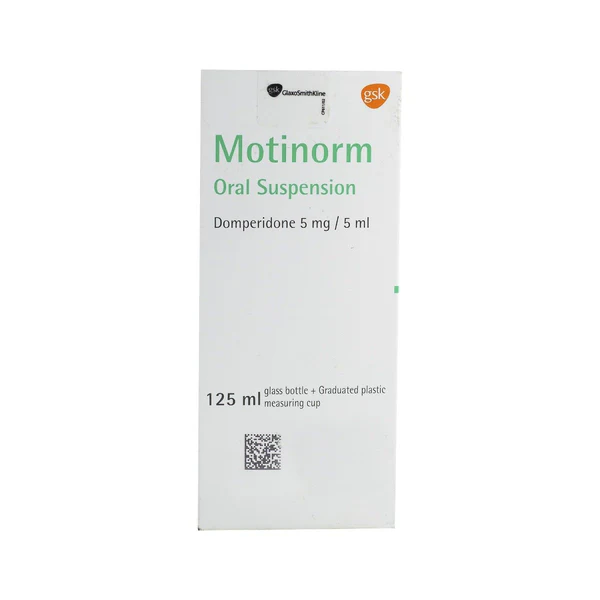 gsk GlaxoSmithKline
gsk
Motinorm
Oral Suspension
Domperidone 5 mg / 5 ml
125 ml glass bottle + Graduated plastic
measuring cup